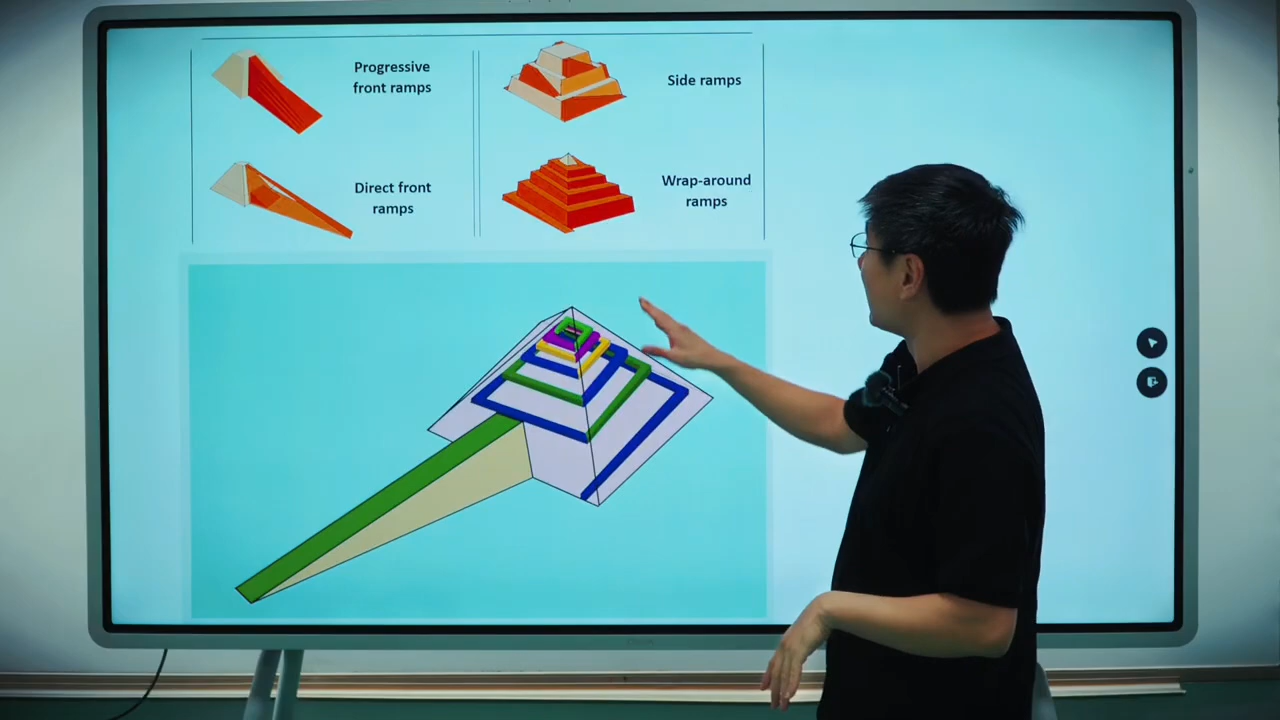 Progressive
front ramps
Side ramps
Direct front
ramps
Wrap-around
ramps